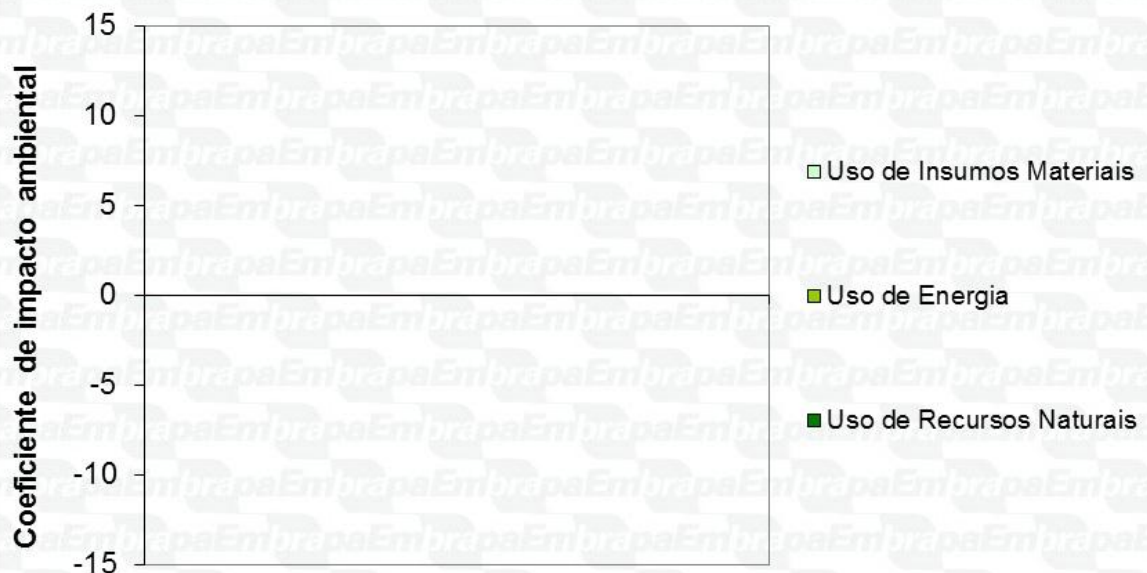 Coeficiente de impacto ambiental
15
10
5
0
-5
-10
-15
Uso de Insumos Materiais
Uso de Energia
Uso de Recursos Naturais
Embrapa